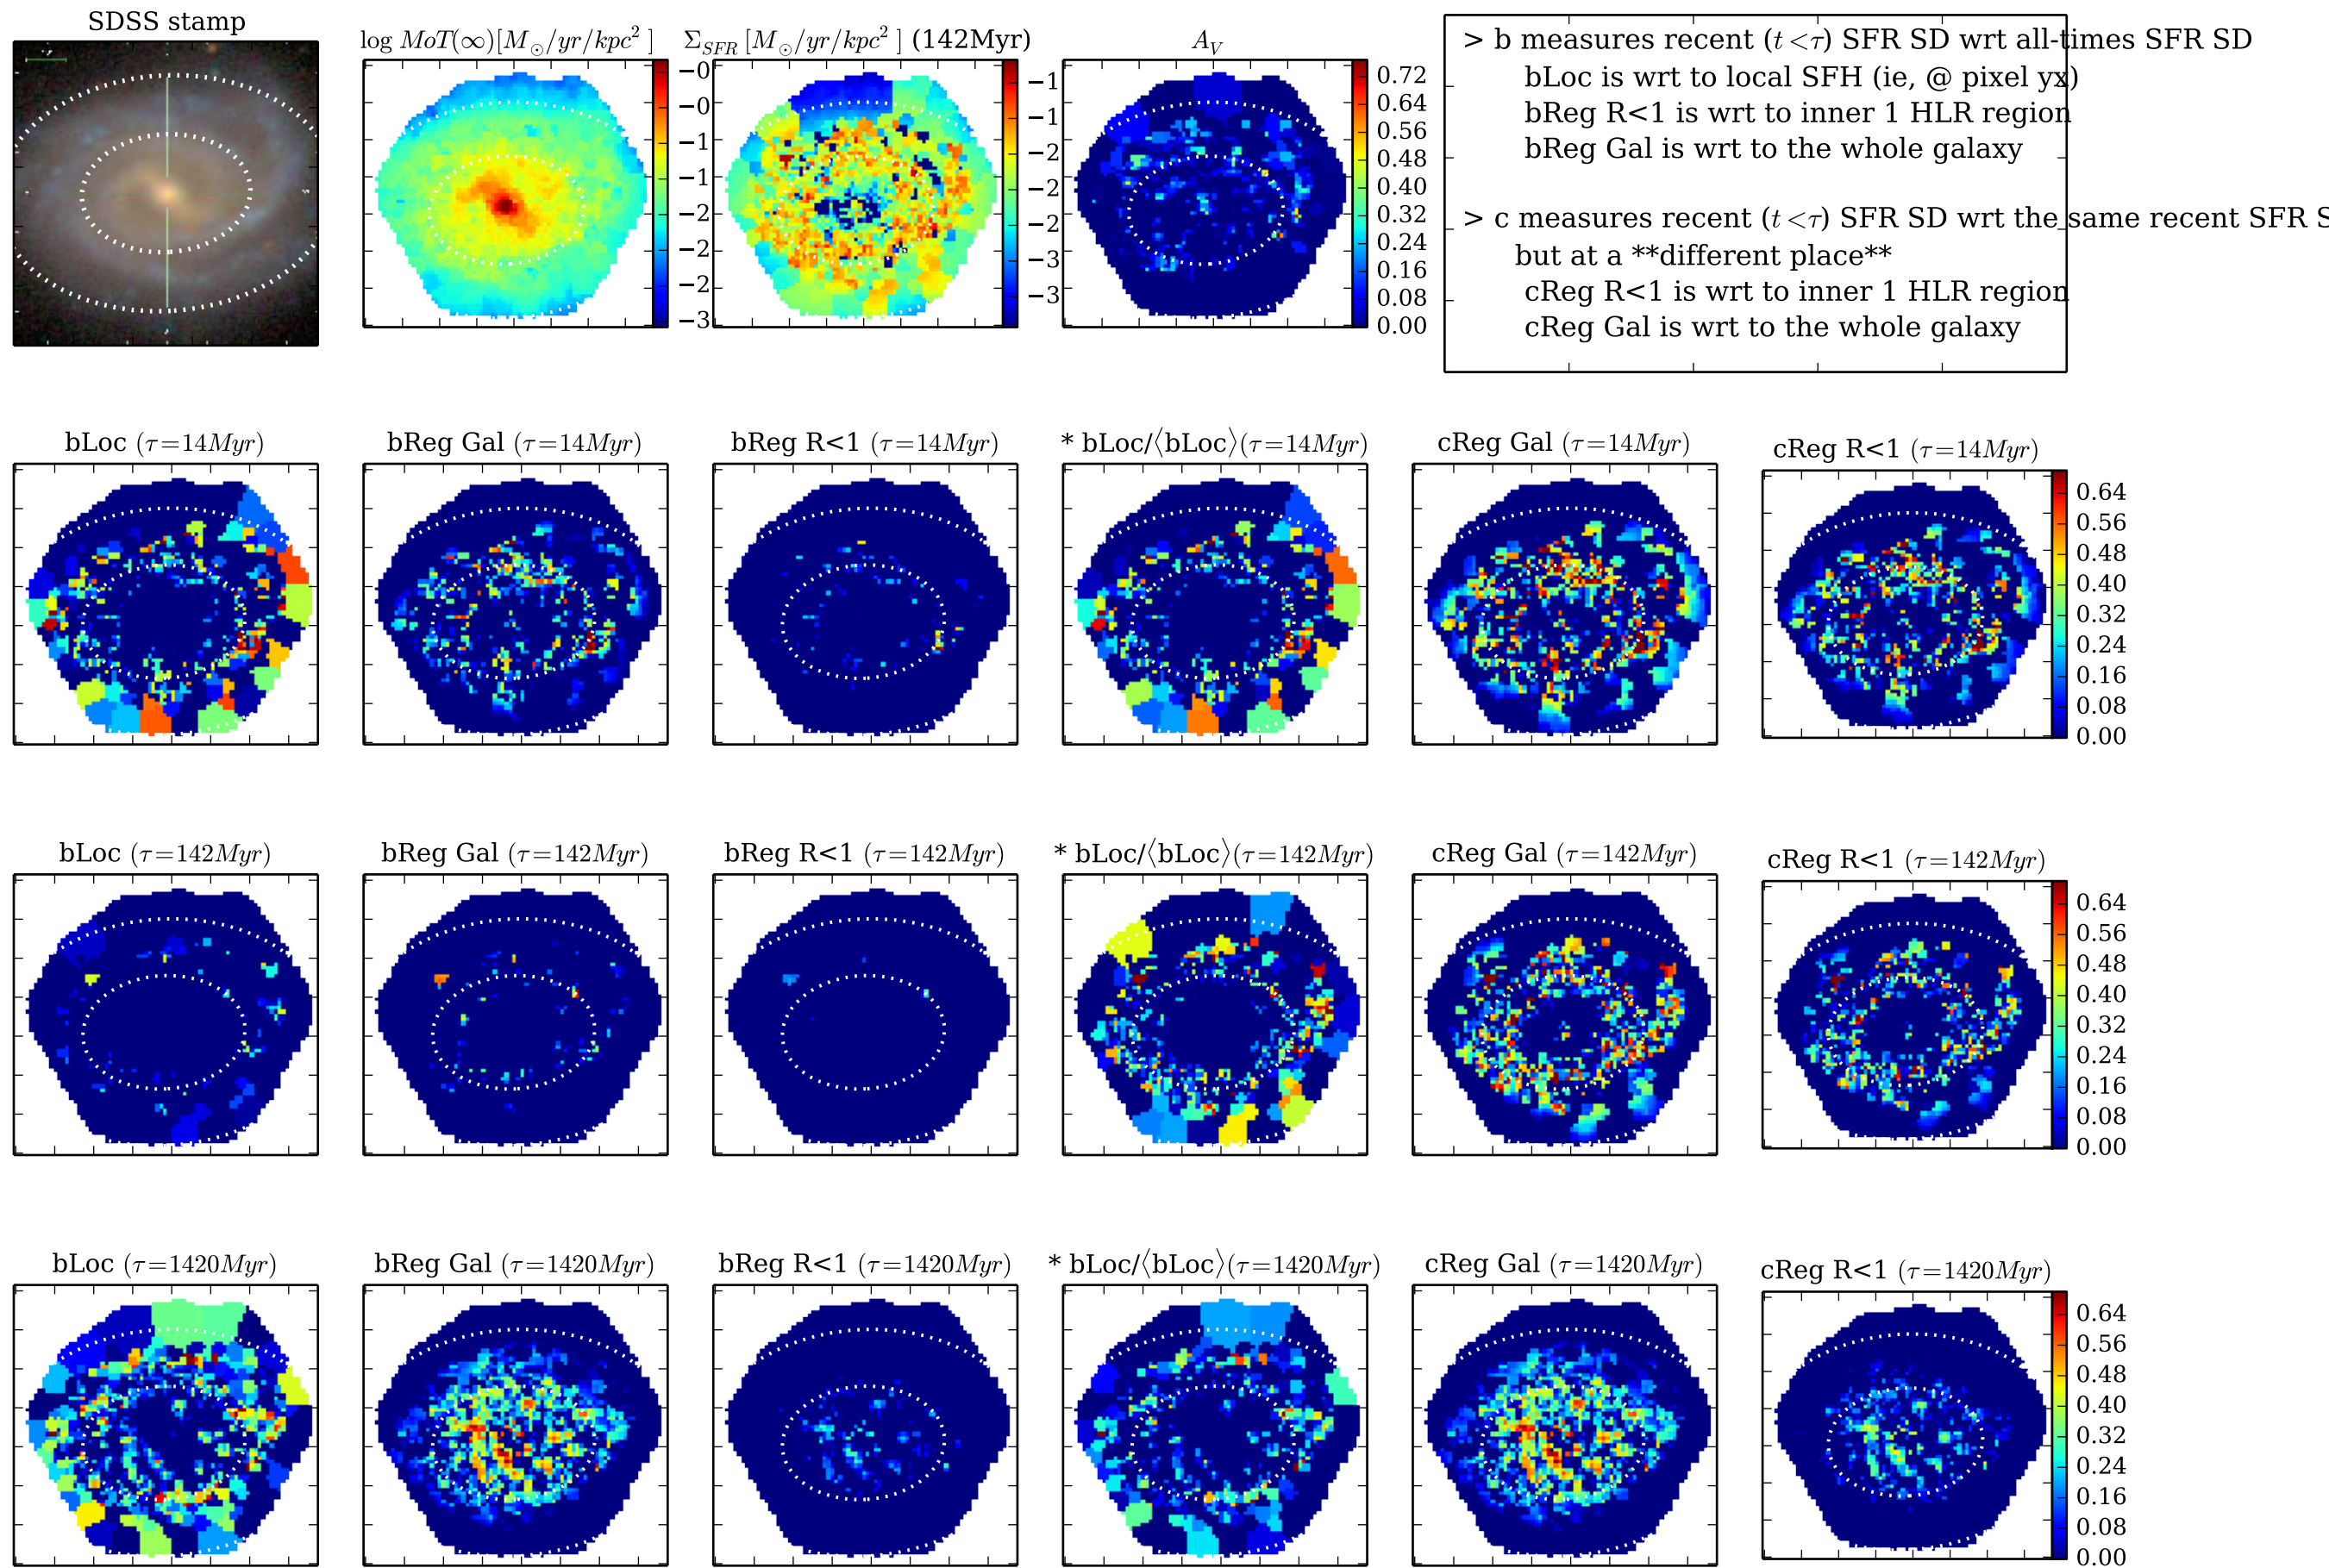 SDSS stamp
log MoT(∞)[M⊙/yr/kpc² ]
Σ_SFR [M⊙/yr/kpc² ] (142Myr)
A_V
−0
−0
−1
−1
−2
−2
−2
−3
−1
−1
−2
−2
−2
−3
−3
0.72
0.64
0.56
0.48
0.40
0.32
0.24
0.16
0.08
0.00
> b measures recent (t <τ) SFR SD wrt all-times SFR SD
bLoc is wrt to local SFH (ie, @ pixel yx)
bReg R<1 is wrt to inner 1 HLR region
bReg Gal is wrt to the whole galaxy
> c measures recent (t <τ) SFR SD wrt the same recent SFR S
but at a **different place**
cReg R<1 is wrt to inner 1 HLR region
cReg Gal is wrt to the whole galaxy
bLoc (τ=14Myr)
bReg Gal (τ=14Myr)
bReg R<1 (τ=14Myr)
* bLoc/⟨bLoc⟩(τ=14Myr)
cReg Gal (τ=14Myr)
cReg R<1 (τ=14Myr)
0.64
0.56
0.48
0.40
0.32
0.24
0.16
0.08
0.00
bLoc (τ=142Myr)
bReg Gal (τ=142Myr)
bReg R<1 (τ=142Myr)
* bLoc/⟨bLoc⟩(τ=142Myr)
cReg Gal (τ=142Myr)
cReg R<1 (τ=142Myr)
0.64
0.56
0.48
0.40
0.32
0.24
0.16
0.08
0.00
bLoc (τ=1420Myr)
bReg Gal (τ=1420Myr)
bReg R<1 (τ=1420Myr)
* bLoc/⟨bLoc⟩(τ=1420Myr)
cReg Gal (τ=1420Myr)
cReg R<1 (τ=1420Myr)
0.64
0.56
0.48
0.40
0.32
0.24
0.16
0.08
0.00